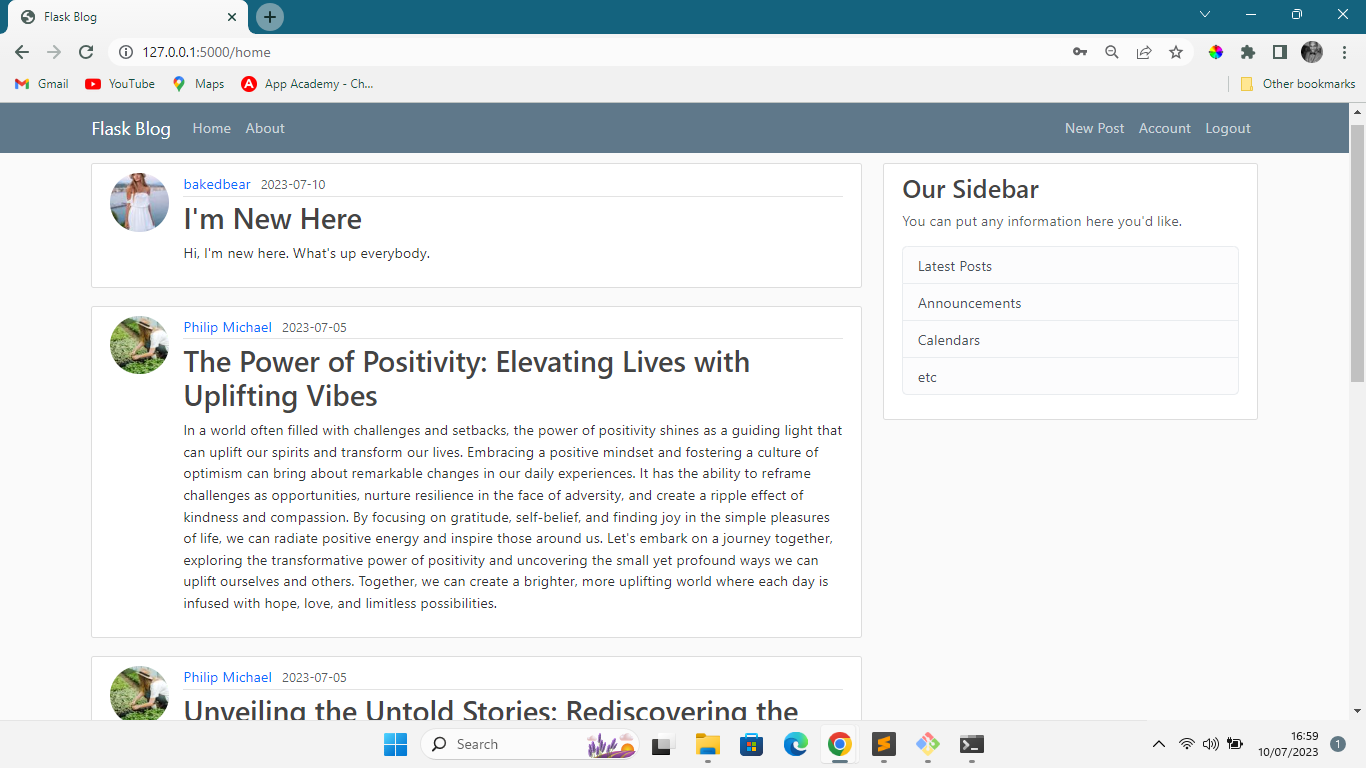 Flask Blog
127.0.0.1:5000/home
Gmail
YouTube
Maps
App Academy - Ch...
Other bookmarks
Flask Blog
Home
About
New Post
Account
Logout
bakedbear 2023-07-10
I'm New Here
Hi, I'm new here. What's up everybody.
Philip Michael 2023-07-05
The Power of Positivity: Elevating Lives with
Uplifting Vibes
In a world often filled with challenges and setbacks, the power of positivity shines as a guiding light that
can uplift our spirits and transform our lives. Embracing a positive mindset and fostering a culture of
optimism can bring about remarkable changes in our daily experiences. It has the ability to reframe
challenges as opportunities, nurture resilience in the face of adversity, and create a ripple effect of
kindness and compassion. By focusing on gratitude, self-belief, and finding joy in the simple pleasures
of life, we can radiate positive energy and inspire those around us. Let's embark on a journey together,
exploring the transformative power of positivity and uncovering the small yet profound ways we can
uplift ourselves and others. Together, we can create a brighter, more uplifting world where each day is
infused with hope, love, and limitless possibilities.
Philip Michael 2023-07-05
Unveiling the Untold Stories: Rediscovering the
Our Sidebar
You can put any information here you'd like.
Latest Posts
Announcements
Calendars
etc
Search
16:59
10/07/2023
1